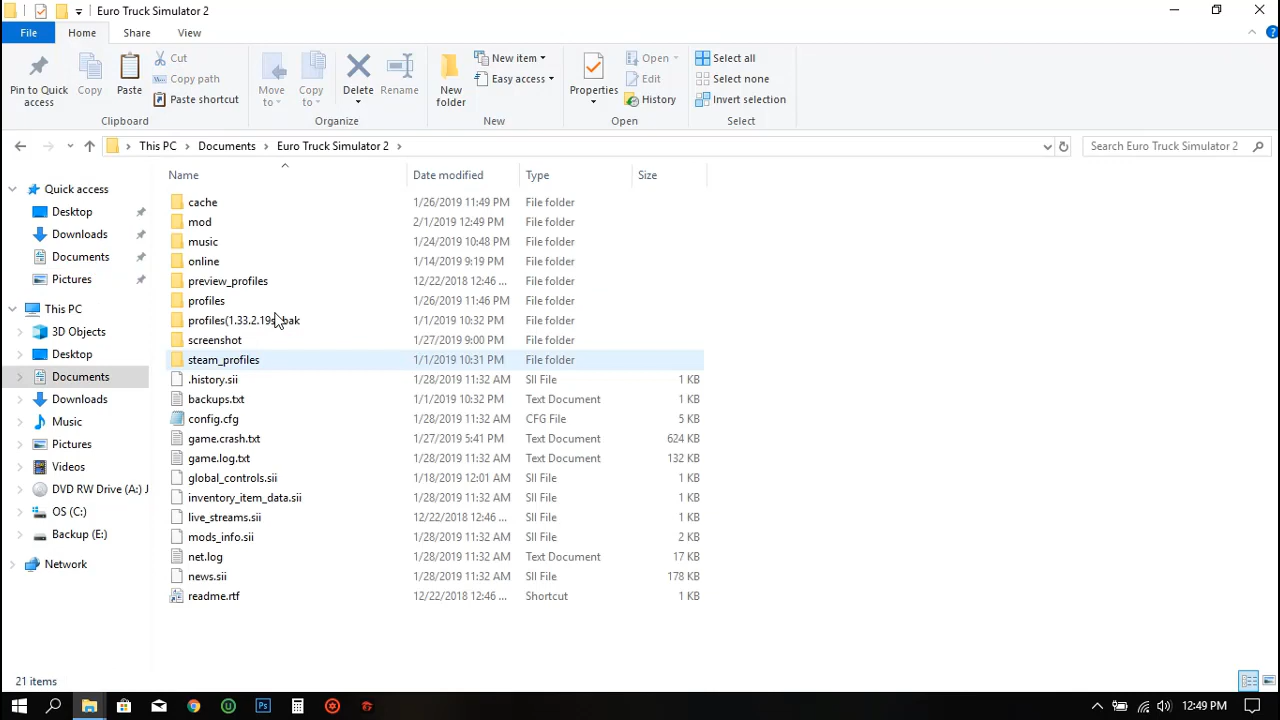 Euro Truck Simulator 2
File Home Share View
Pin to Quick access
Copy
Paste
Cut
Copy path
Paste shortcut
Clipboard
Move to
Copy to
Delete
Rename
Organize
New folder
New item
Easy access
New
Properties
Open
Edit
History
Open
Select all
Select none
Invert selection
Select
This PC Documents Euro Truck Simulator 2
Search Euro Truck Simulator 2
Quick access
Desktop
Downloads
Documents
Pictures
This PC
3D Objects
Desktop
Documents
Downloads
Music
Pictures
Videos
DVD RW Drive (A:) J
OS (C:)
Backup (E:)
Network
Name Date modified Type Size
cache 1/26/2019 11:49 PM File folder
mod 2/1/2019 12:49 PM File folder
music 1/24/2019 10:48 PM File folder
online 1/14/2019 9:19 PM File folder
preview_profiles 12/22/2018 12:46 ... File folder
profiles 1/26/2019 11:46 PM File folder
profiles(1.33.2.19 bak 1/1/2019 10:32 PM File folder
screenshot 1/27/2019 9:00 PM File folder
steam_profiles 1/1/2019 10:31 PM File folder
.history.sii 1/28/2019 11:32 AM SII File 1 KB
backups.txt 1/1/2019 10:32 PM Text Document 1 KB
config.cfg 1/28/2019 11:32 AM CFG File 5 KB
game.crash.txt 1/27/2019 5:41 PM Text Document 624 KB
game.log.txt 1/28/2019 11:32 AM Text Document 132 KB
global_controls.sii 1/18/2019 12:01 AM SII File 1 KB
inventory_item_data.sii 1/28/2019 11:32 AM SII File 1 KB
live_streams.sii 12/22/2018 12:46 ... SII File 1 KB
mods_info.sii 1/28/2019 11:32 AM SII File 2 KB
net.log 1/28/2019 11:32 AM Text Document 17 KB
news.sii 1/28/2019 11:32 AM SII File 178 KB
readme.rtf 12/22/2018 12:46 ... Shortcut 1 KB
21 items
Ps
12:49 PM